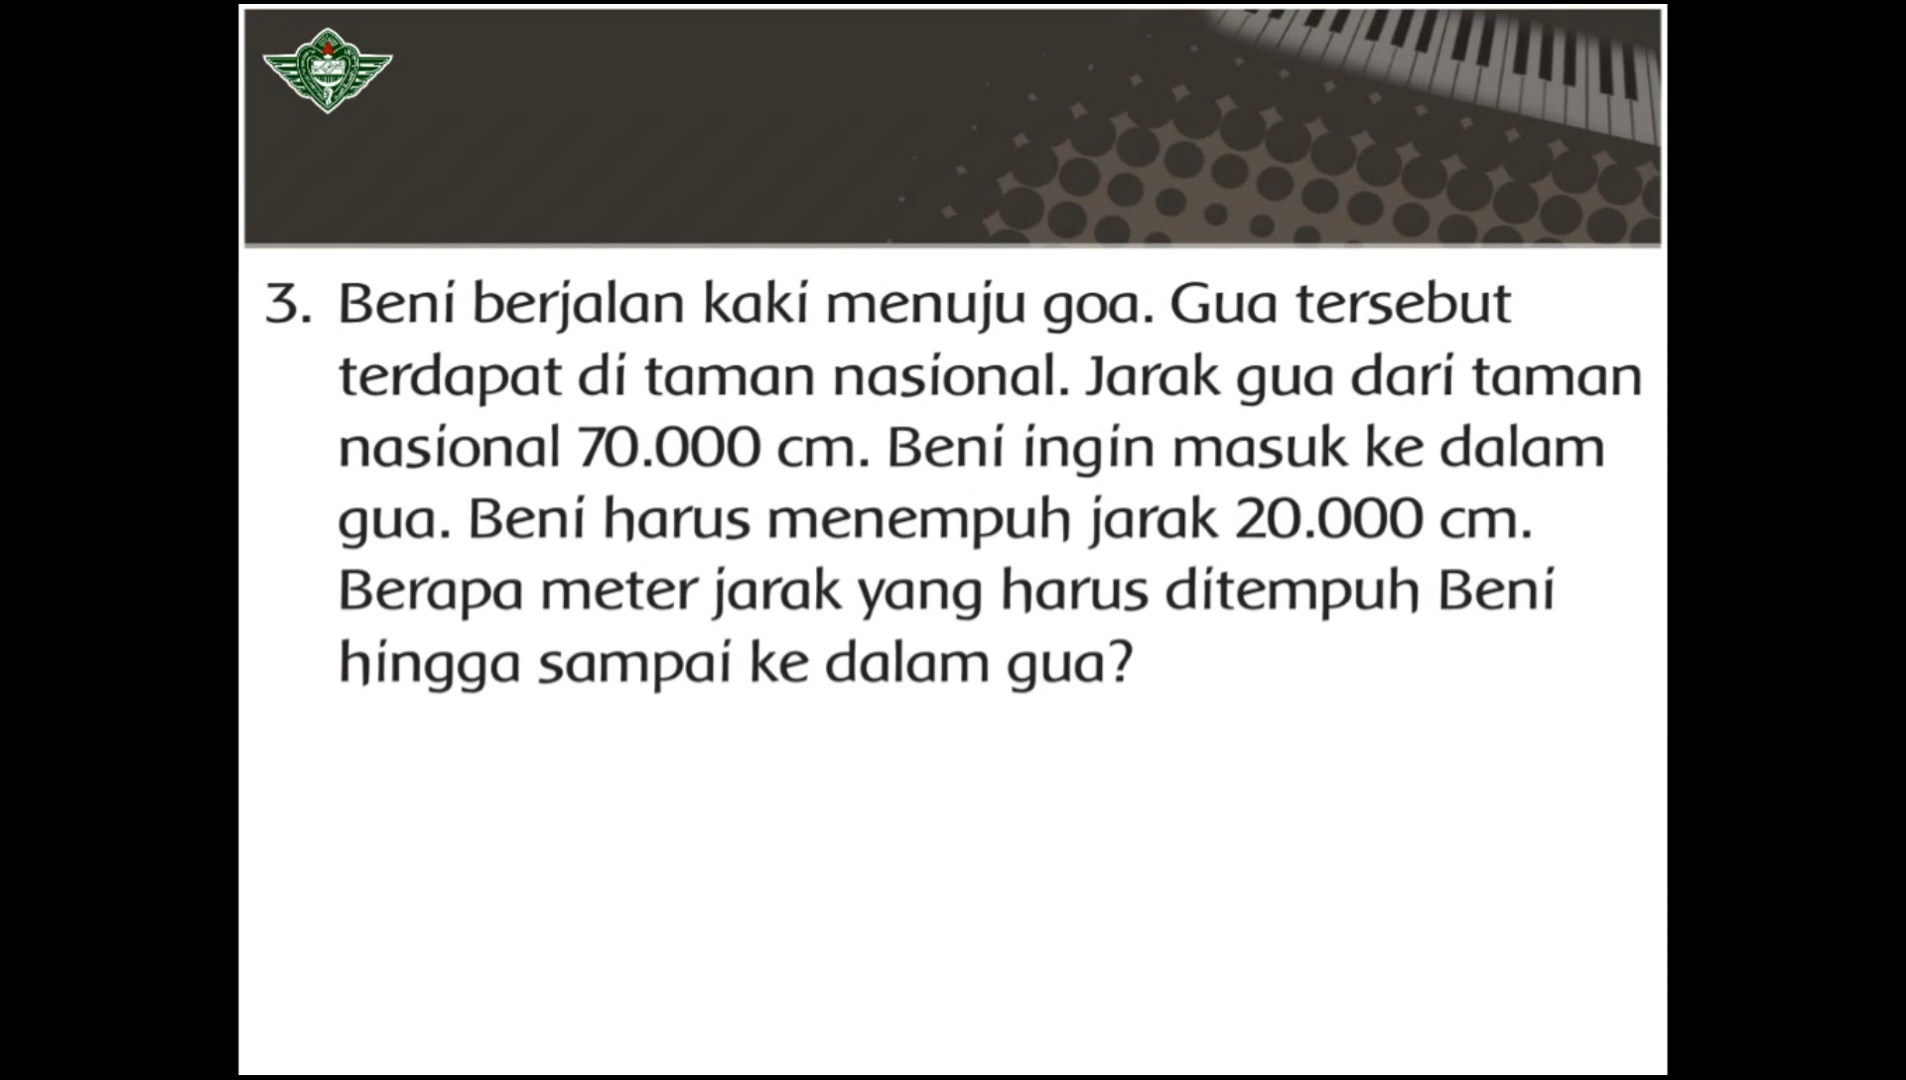 3. Beni berjalan kaki menuju goa. Gua tersebut
terdapat di taman nasional. Jarak gua dari taman
nasional 70.000 cm. Beni ingin masuk ke dalam
gua. Beni harus menempuh jarak 20.000 cm.
Berapa meter jarak yang harus ditempuh Beni
hingga sampai ke dalam gua?